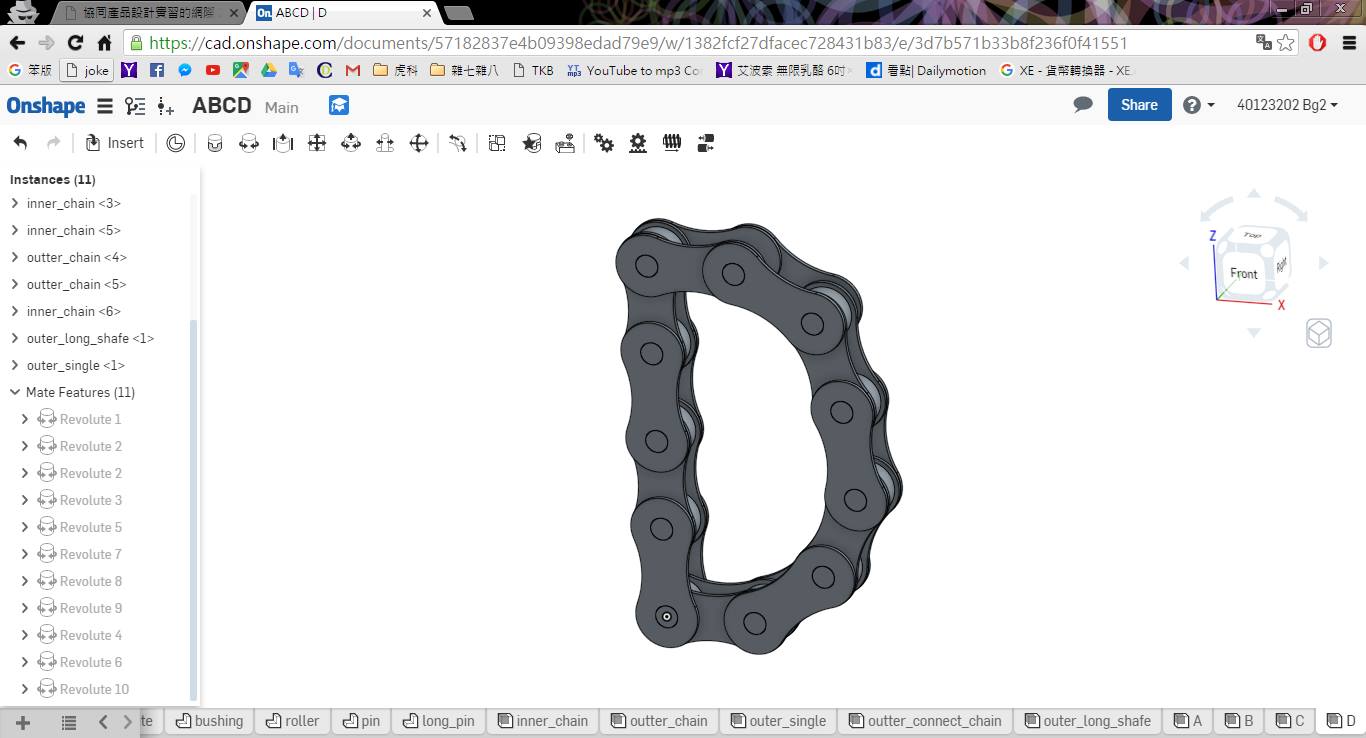 協同產品設計實習的網際
ABCD | D
https://cad.onshape.com/documents/57182837e4b09398edad79e9/w/1382fcf27dfacec728431b83/e/3d7b571b33b8f236f0f41551
笨版 joke 虎科 雜七雜八 TKB YouTube to mp3 Co 艾波索 無限乳酪 6吋 看點| Dailymotion XE - 貨幣轉換器 - XE.
Onshape ABCD Main Share 40123202 Bg2
Insert
Instances (11)
inner_chain <3>
inner_chain <5>
outter_chain <4>
outter_chain <5>
inner_chain <6>
outer_long_shafe <1>
outer_single <1>
Mate Features (11)
Revolute 1
Revolute 2
Revolute 2
Revolute 3
Revolute 5
Revolute 7
Revolute 8
Revolute 9
Revolute 4
Revolute 6
Revolute 10
Z
Top
Front
Right
X
te bushing roller pin long_pin inner_chain outter_chain outer_single outter_connect_chain outer_long_shafe A B C D